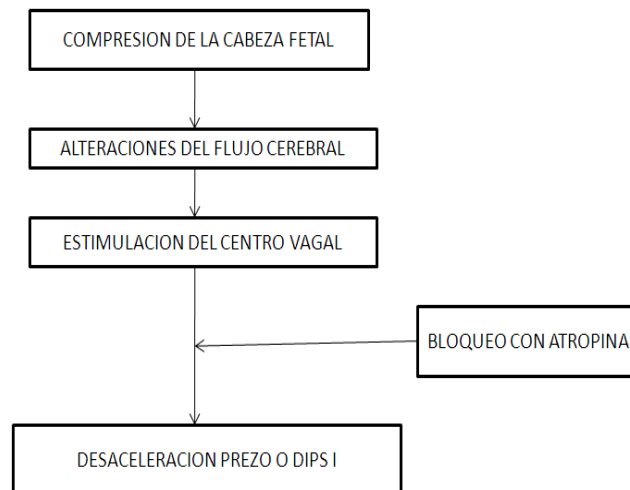 COMPRESION DE LA CABEZA FETAL
ALTERACIONES DEL FLUJO CEREBRAL
ESTIMULACION DEL CENTRO VAGAL
BLOQUEO CON ATROPINA
DESACELERACION PREZO O DIPS I